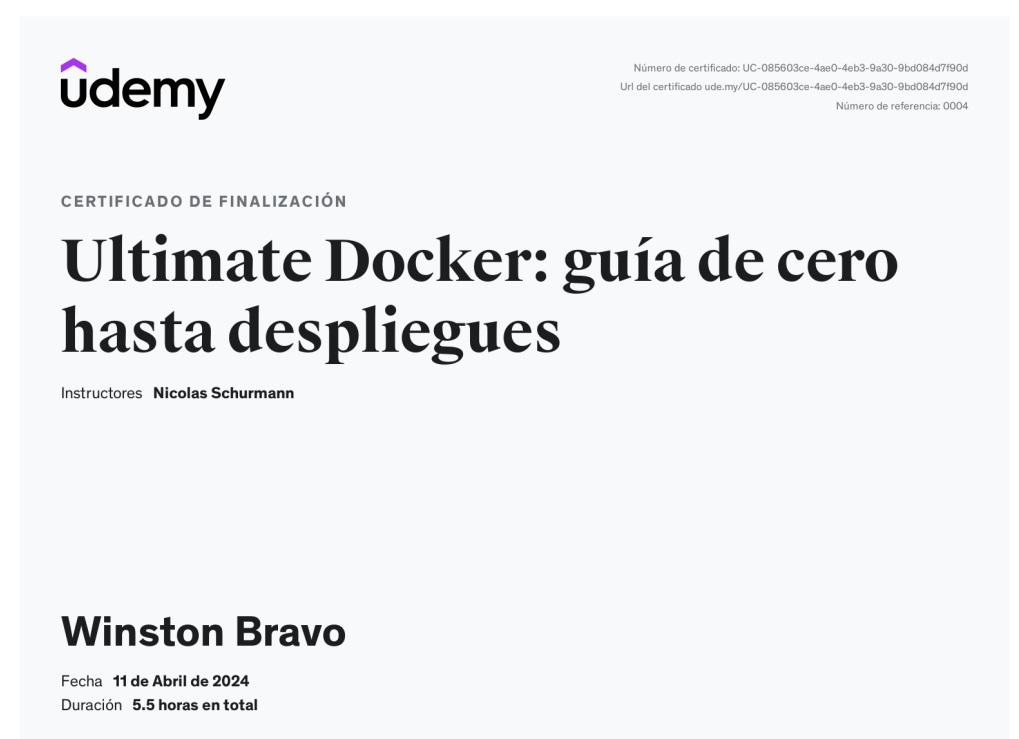 udemy
Número de certificado: UC-085603ce-4ae0-4eb3-9a30-9bd084d7f90d
Url del certificado ude.my/UC-085603ce-4ae0-4eb3-9a30-9bd084d7f90d
Número de referencia: 0004
CERTIFICADO DE FINALIZACIÓN
Ultimate Docker: guía de cero
hasta despliegues
Instructores Nicolas Schurmann
Winston Bravo
Fecha 11 de Abril de 2024
Duración 5.5 horas en total